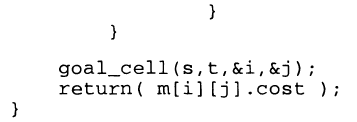 }
}
goal_cell(s,t,&i,&j);
return( m[i][j].cost );
}